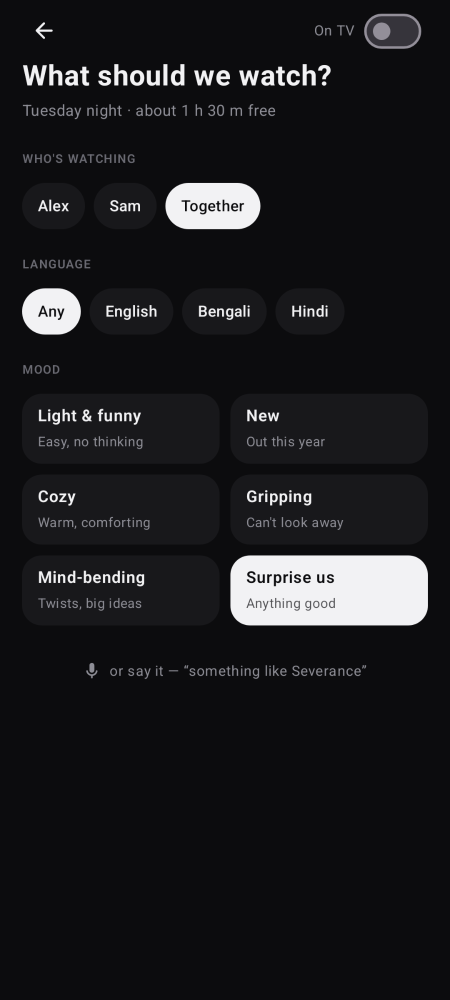 On TV
What should we watch?
Tuesday night · about 1 h 30 m free
WHO'S WATCHING
Alex Sam Together
LANGUAGE
Any English Bengali Hindi
MOOD
Light & funny New
Easy, no thinking Out this year
Cozy Gripping
Warm, comforting Can't look away
Mind-bending Surprise us
Twists, big ideas Anything good
or say it — “something like Severance”